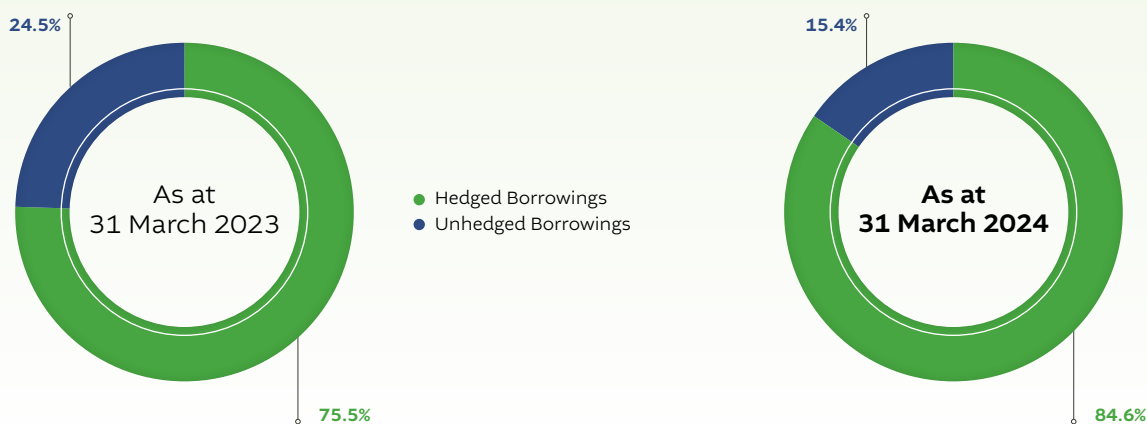 24.5%
As at
31 March 2023
75.5%
Hedged Borrowings
Unhedged Borrowings
15.4%
As at
31 March 2024
84.6%